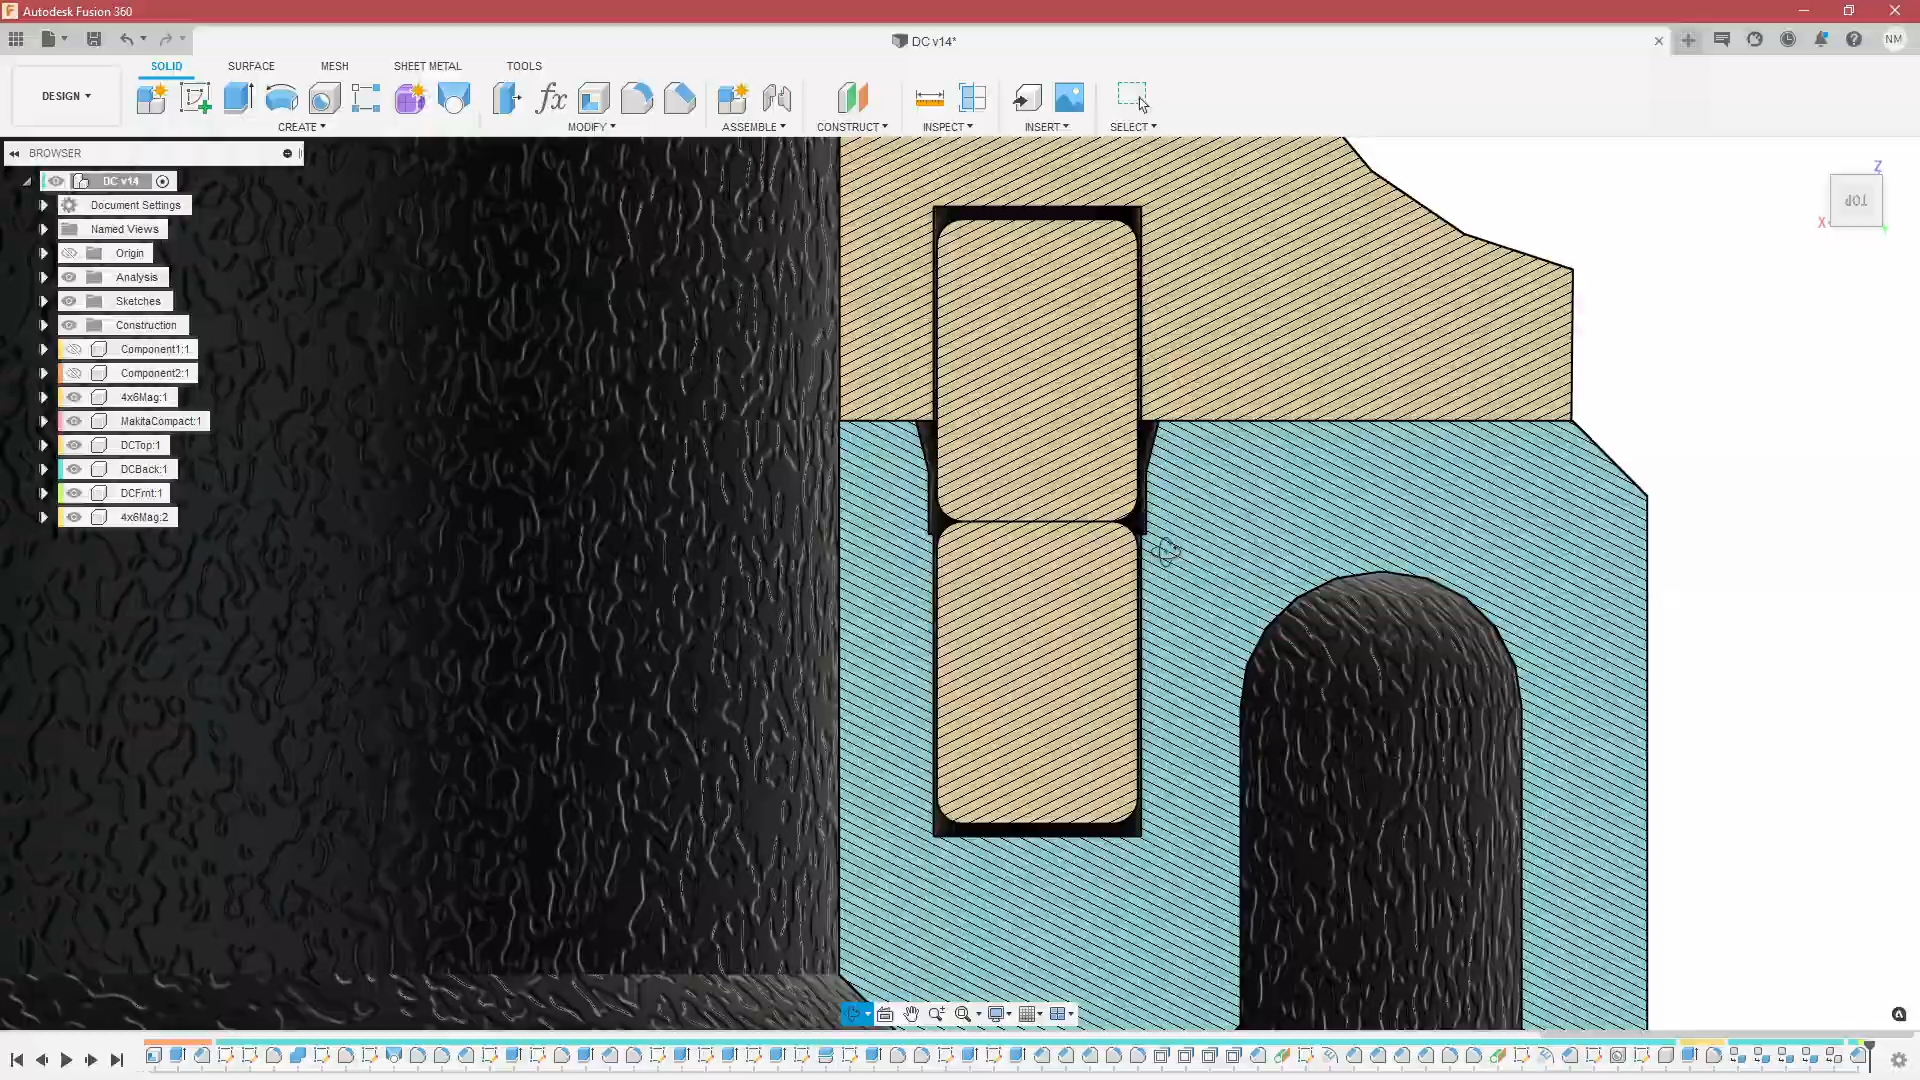 Autodesk Fusion 360
DC v14*
NM
DESIGN
SOLID SURFACE MESH SHEET METAL TOOLS
CREATE MODIFY ASSEMBLE CONSTRUCT INSPECT INSERT SELECT
fx
BROWSER
DC v14
Document Settings
Named Views
Origin
Analysis
Sketches
Construction
Component1:1
Component2:1
4x6Mag:1
MakitaCompact:1
DCTop:1
DCBack:1
DCFrnt:1
4x6Mag:2
Z
TOP
X